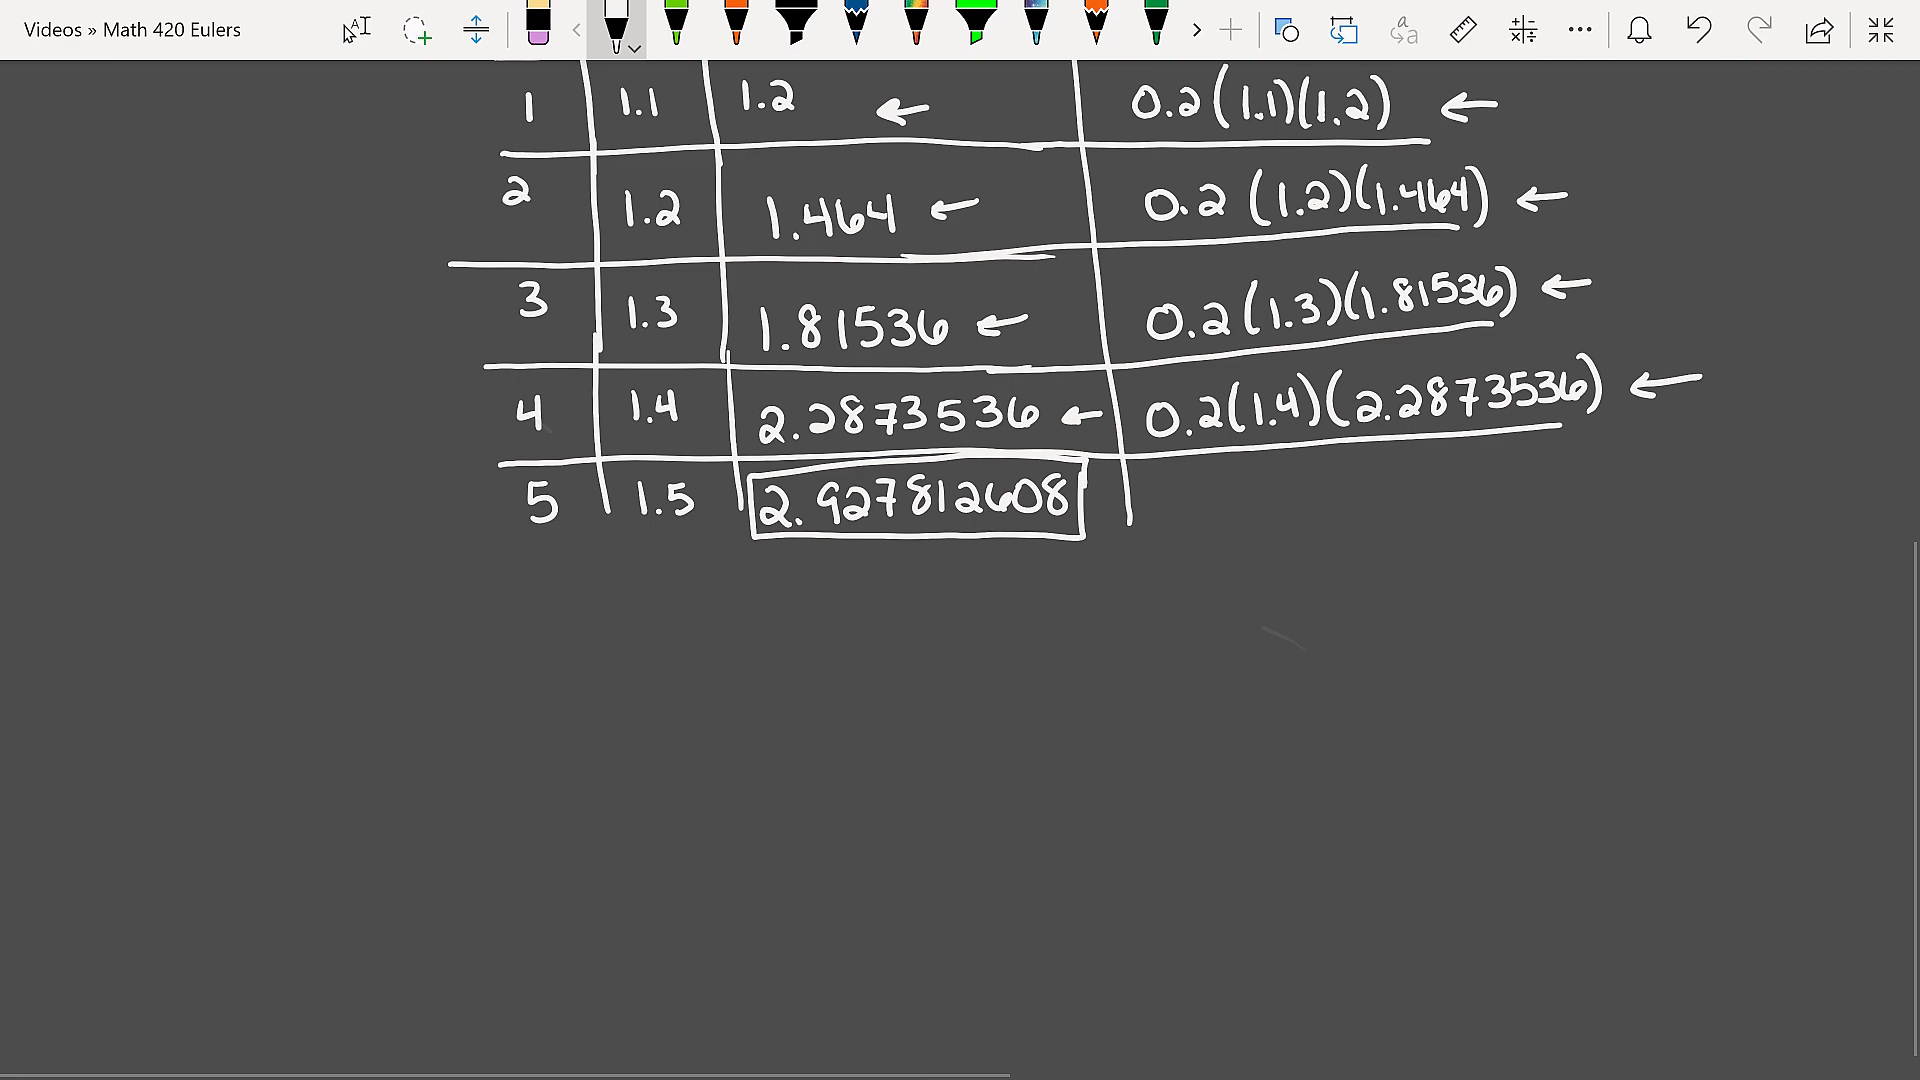 Videos » Math 420 Eulers
1 1.1 1.2 ← 0.2(1.1)(1.2) ←
2 1.2 1.464 ← 0.2 (1.2)(1.464) ←
3 1.3 1.81536 ← 0.2(1.3)(1.81536) ←
4 1.4 2.2873536 ← 0.2(1.4)(2.2873536) ←
5 1.5 2.927812608